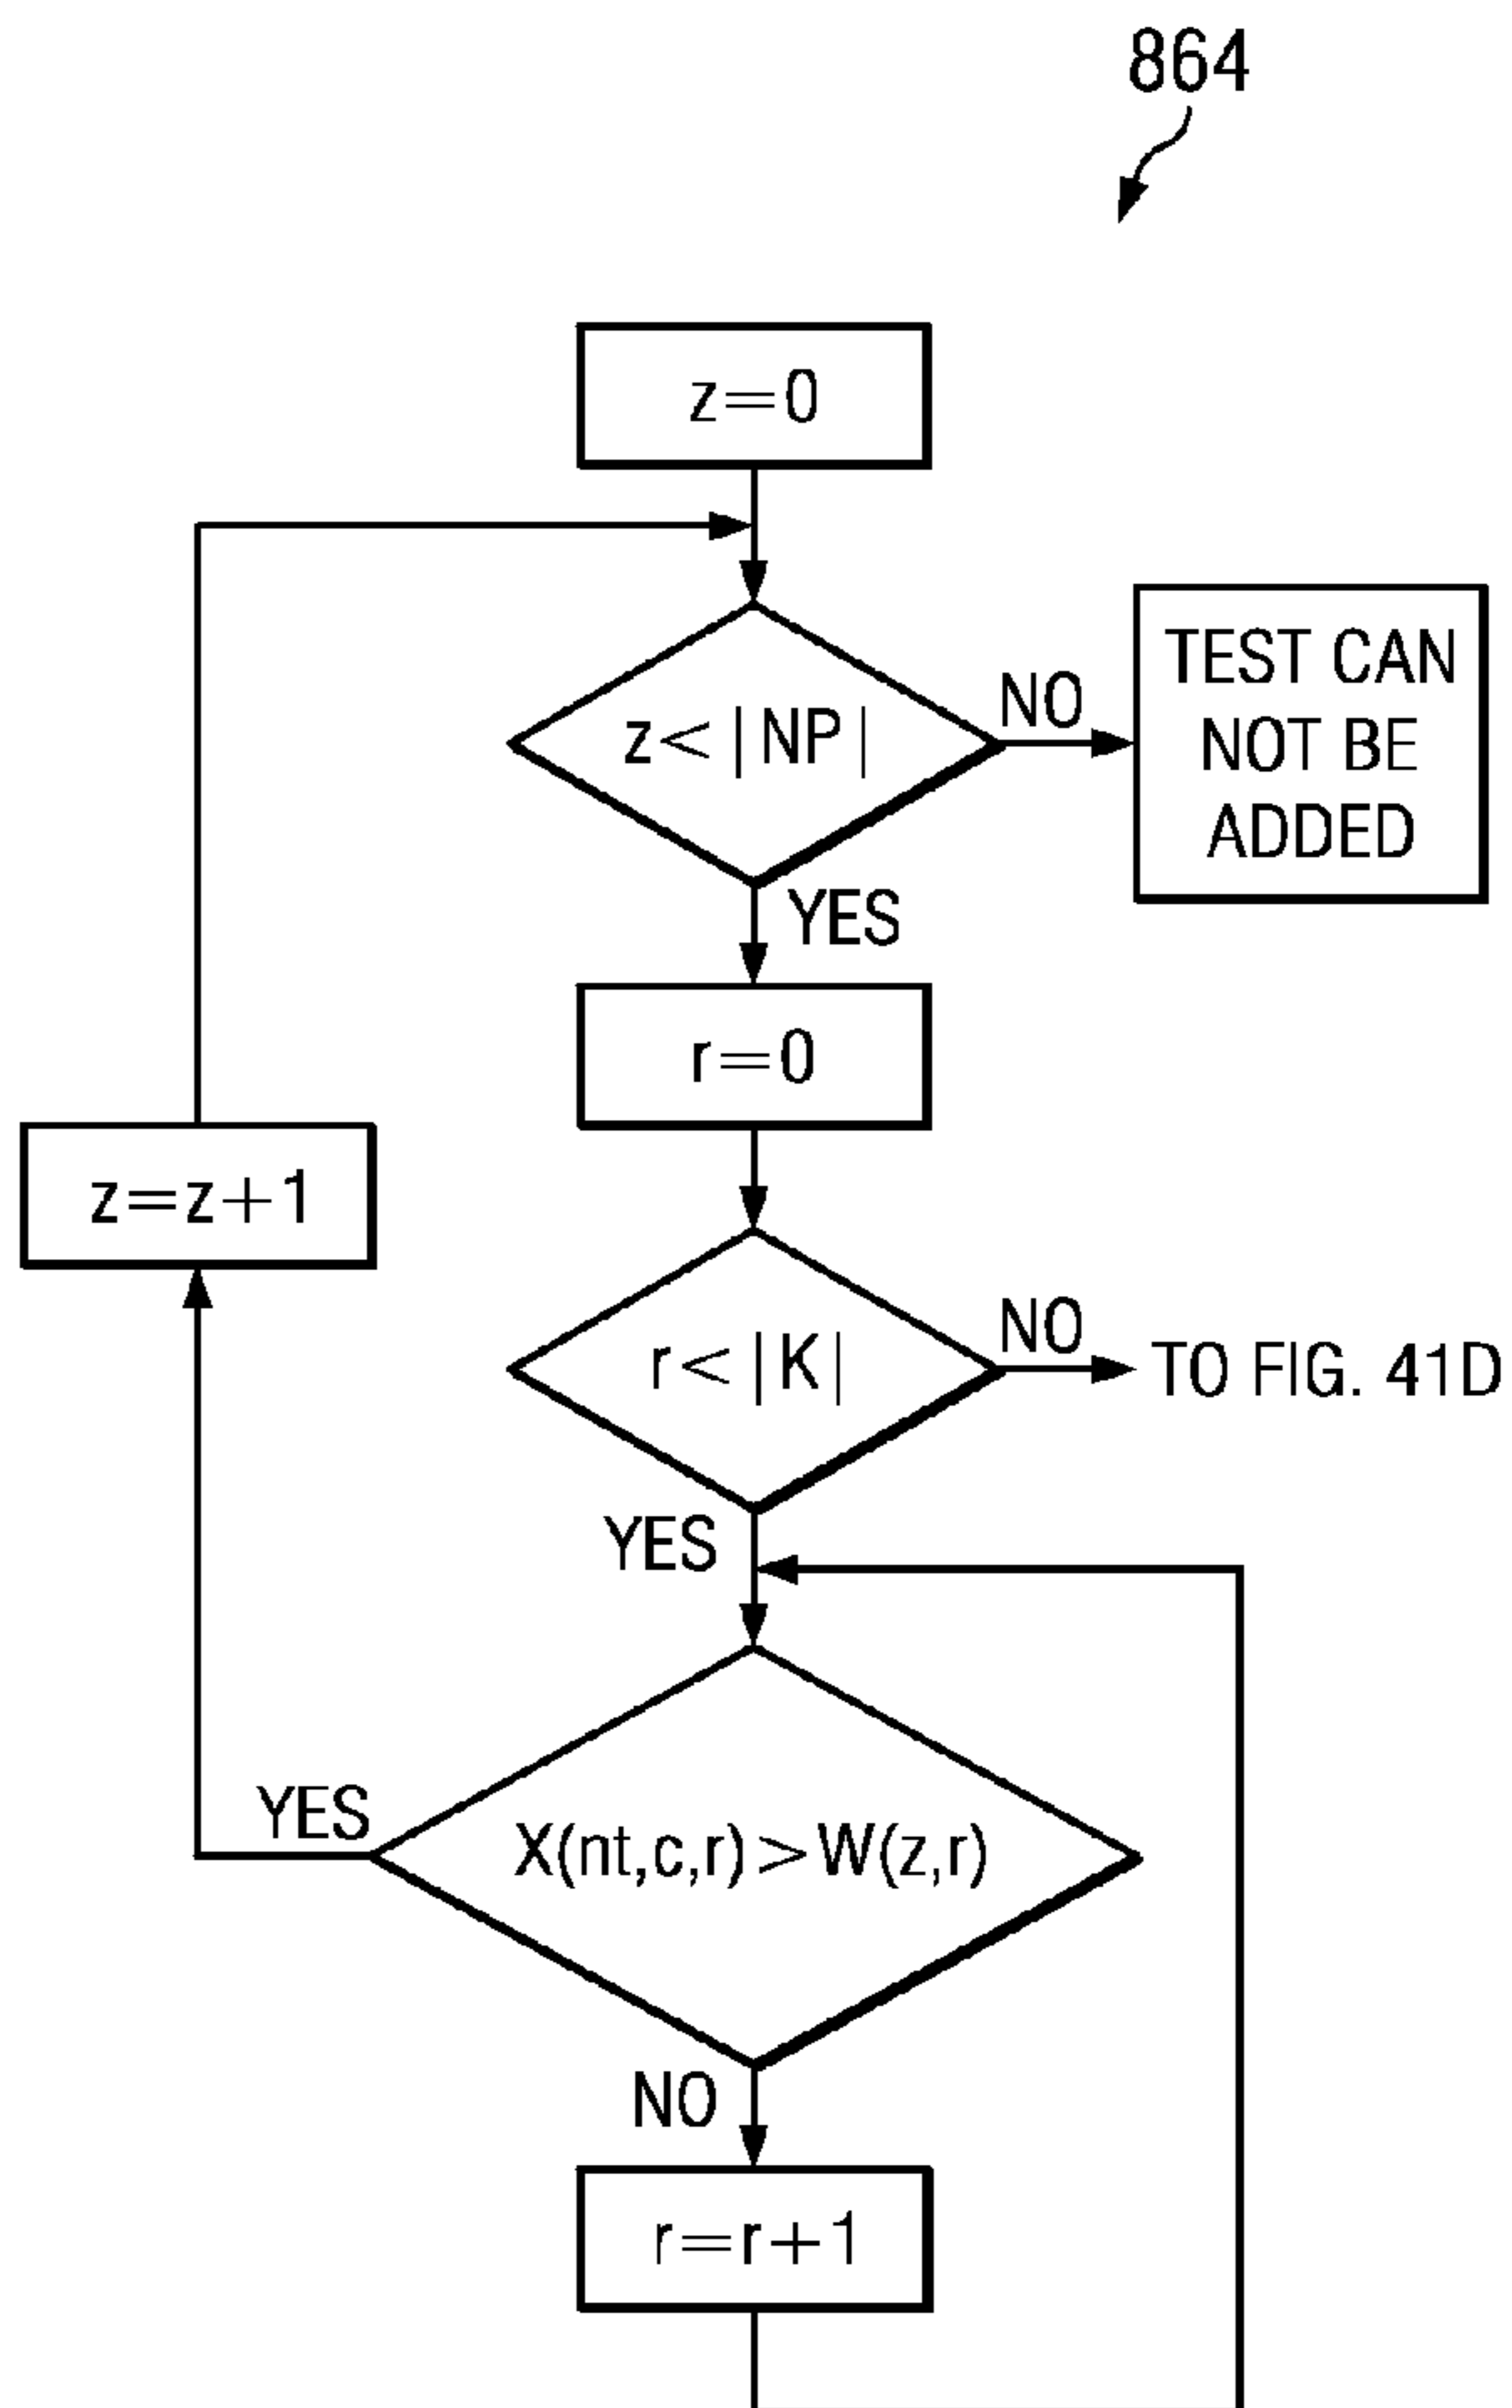 864
z=0
z<|NP|
NO
TEST CAN
NOT BE
ADDED
YES
r=0
z=z+1
r<|K|
NO
TO FIG. 41D
YES
X(nt,c,r)>W(z,r)
YES
NO
r=r+1